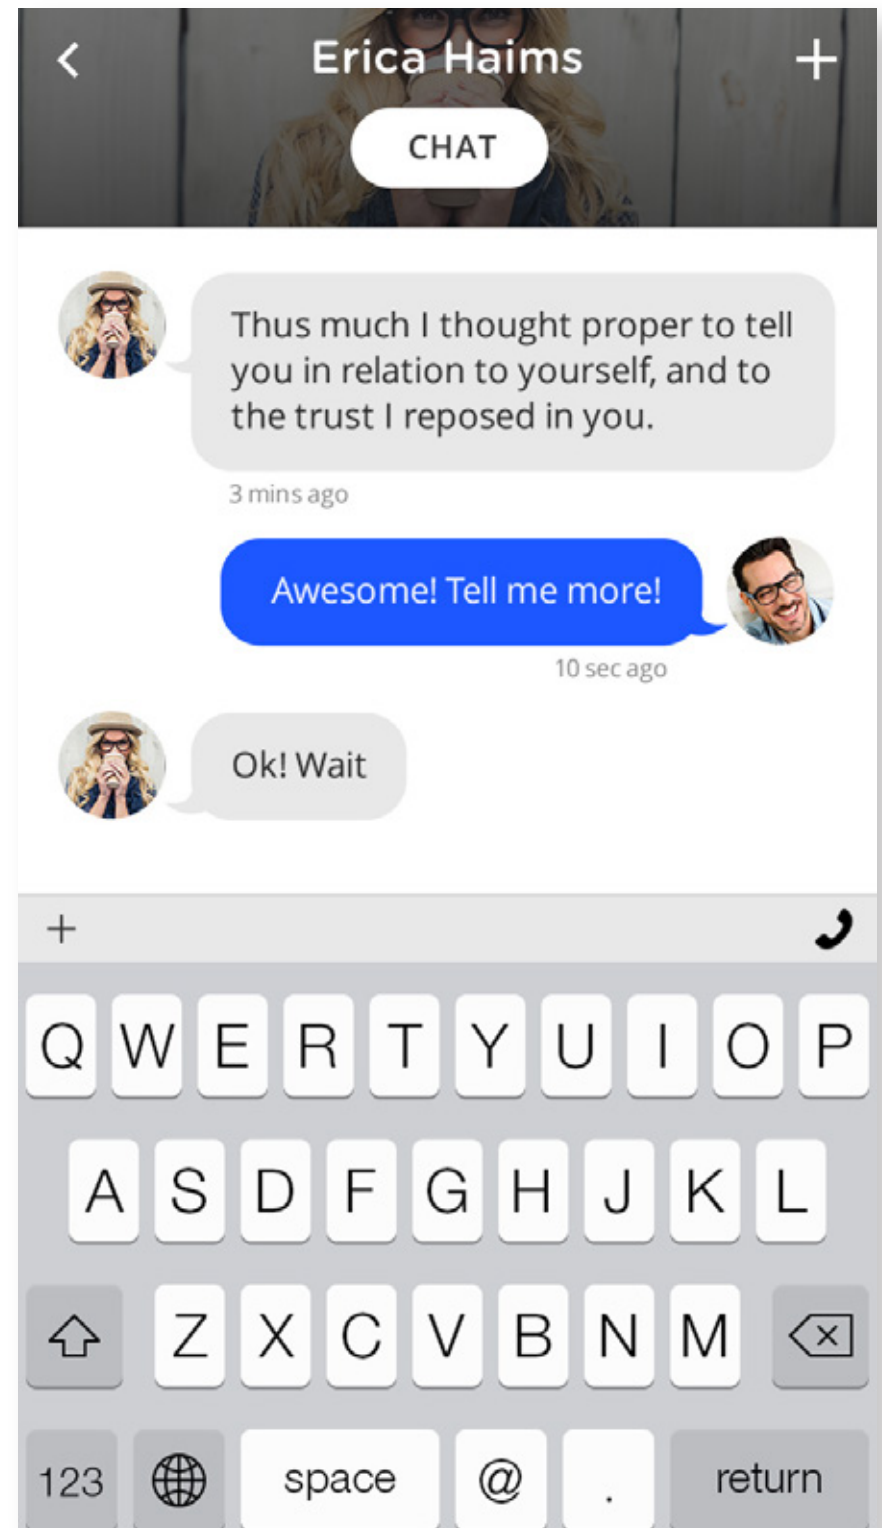 Erica Haims
CHAT
Thus much I thought proper to tell
you in relation to yourself, and to
the trust I reposed in you.
3 mins ago
Awesome! Tell me more!
10 sec ago
Ok! Wait
Q W E R T Y U I O P
A S D F G H J K L
Z X C V B N M
123 space @ . return